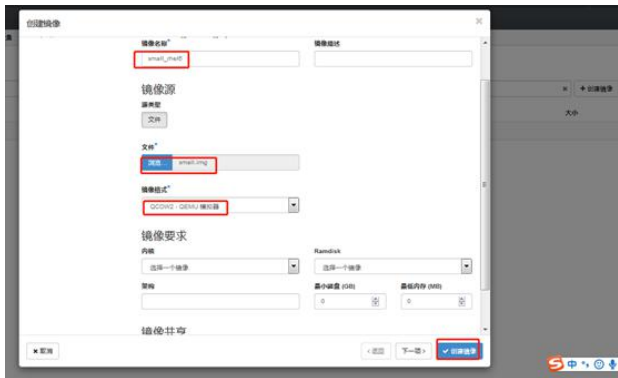 创建镜像
×
镜像名称*
镜像描述
small_rhel6
镜像源
源类型
文件
文件*
浏览... small.img
镜像格式*
QCOW2 - QEMU 模拟器
镜像要求
内核
Ramdisk
选择一个镜像
选择一个镜像
架构
最小磁盘 (GB)
最低内存 (MB)
0
0
镜像共享
× 取消
‹ 返回
下一项 ›
✔ 创建镜像
× + 创建镜像
大小
中